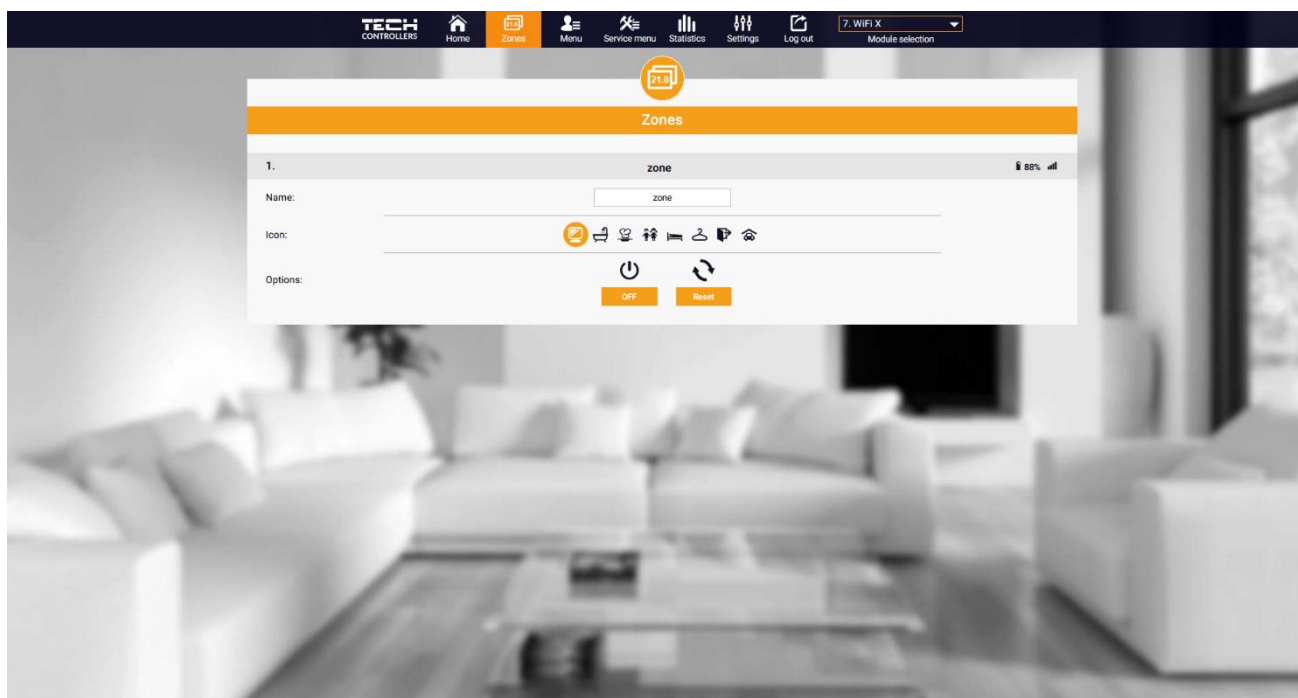 TECH
CONTROLLERS
Home
Zones
Menu
Service menu
Statistics
Settings
Log out
7. WiFi X
Module selection
21.0
21.0
Zones
1.
zone
88%
Name:
zone
Icon:
Options:
OFF
Reset